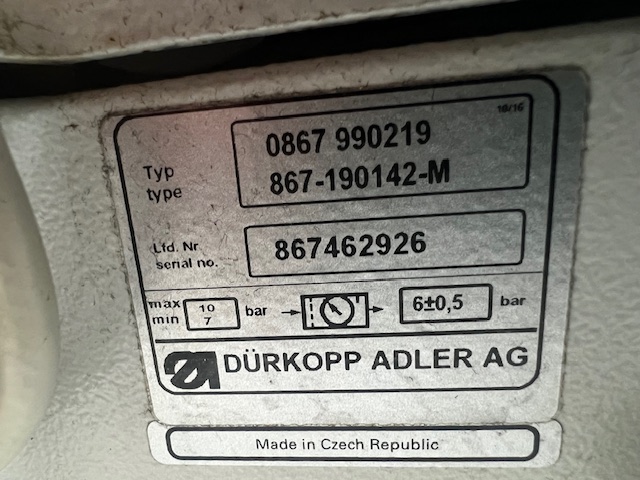 10/16
0867 990219
Typ
type
867-190142-M
Lfd. Nr.
serial no.
867462926
max
min
10
7
bar
6±0,5
bar
DÜRKOPP ADLER AG
Made in Czech Republic